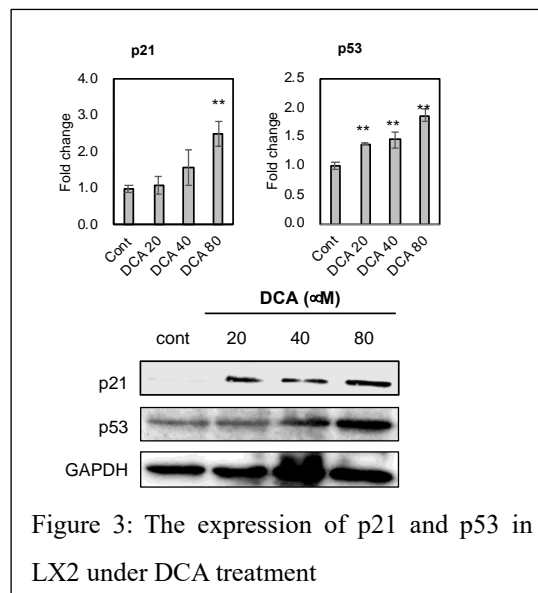 p21
4.0
3.0
2.0
1.0
0.0
Fold change
**
Cont
DCA 20
DCA 40
DCA 80
p53
2.5
2.0
1.5
1.0
0.5
0.0
Fold change
** ** **
Cont
DCA 20
DCA 40
DCA 80
DCA (∝M)
cont 20 40 80
p21
p53
GAPDH
Figure 3: The expression of p21 and p53 in
LX2 under DCA treatment